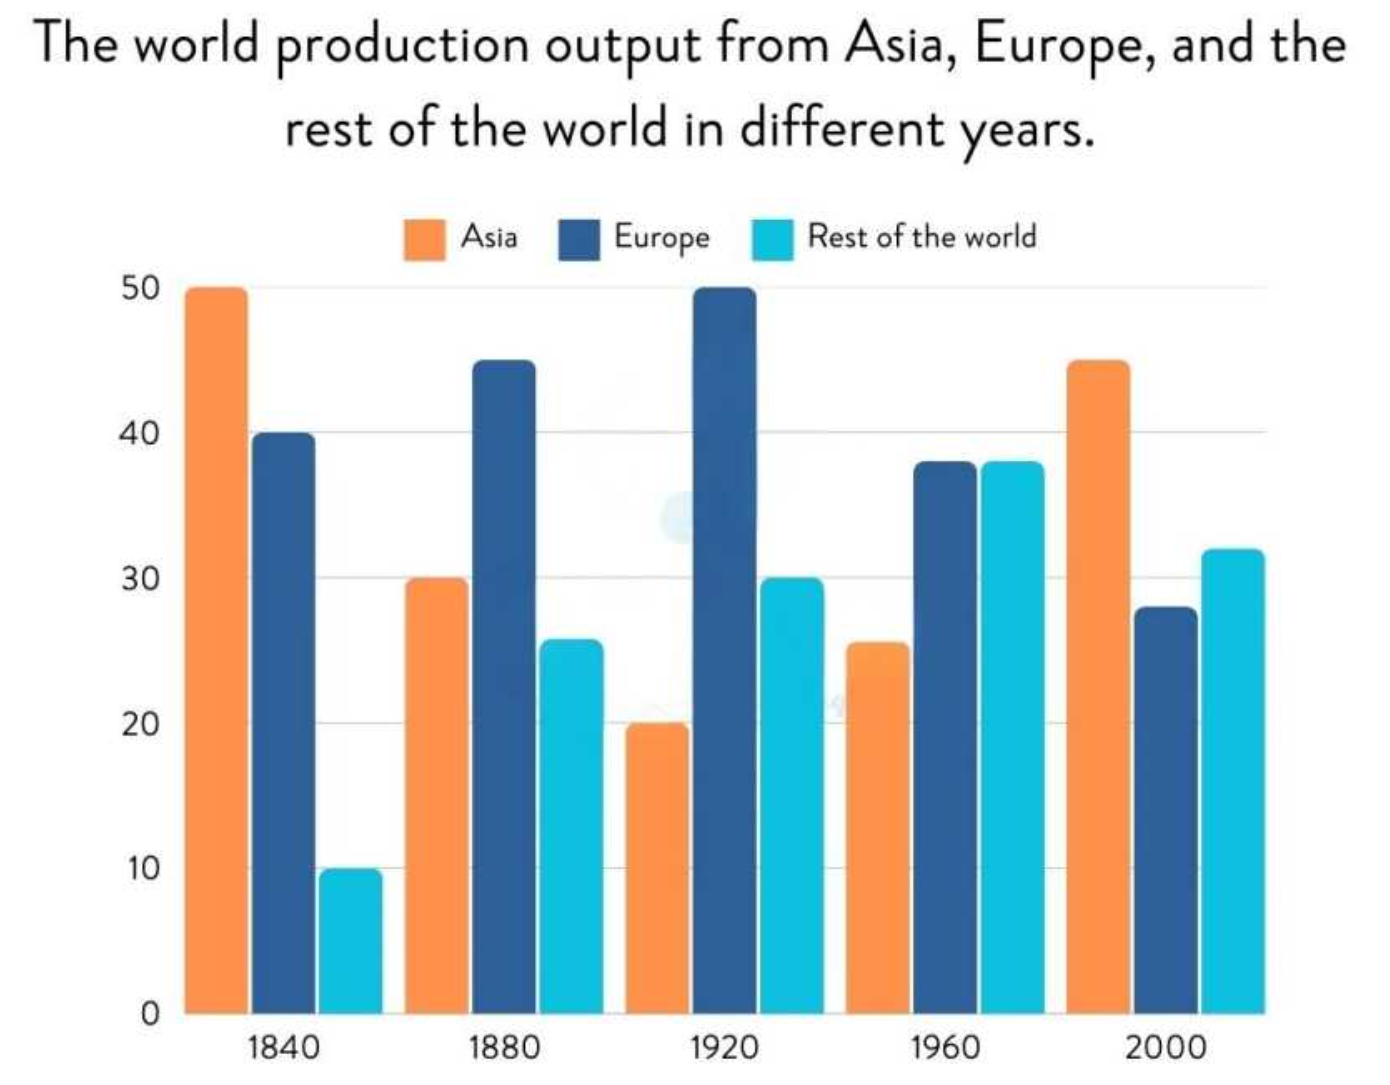 The world production output from Asia, Europe, and the
rest of the world in different years.
Asia Europe Rest of the world
50
40
30
20
10
0
1840 1880 1920 1960 2000